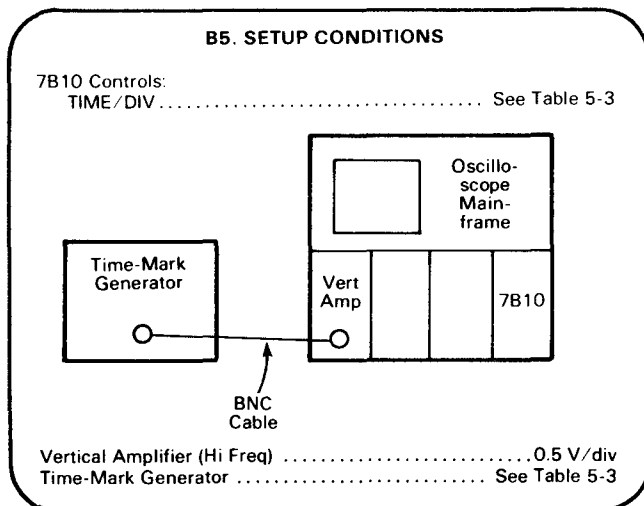 B5. SETUP CONDITIONS
7B10 Controls:
TIME/DIV .................................. See Table 5-3
Oscillo-
scope
Main-
frame
Time-Mark
Generator
Vert
Amp
7B10
BNC
Cable
Vertical Amplifier (Hi Freq) ............................ 0.5 V/div
Time-Mark Generator ........................... See Table 5-3